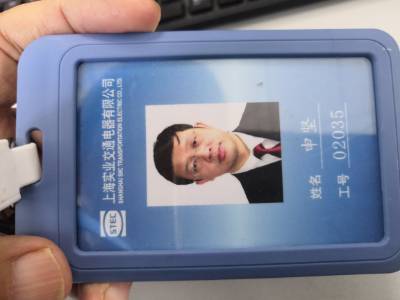 STEC
上海实业交通电器有限公司
SHANGHAI SIIC TRANSPORTATION ELECTRIC CO., LTD.
姓名 申坚
工号 02035